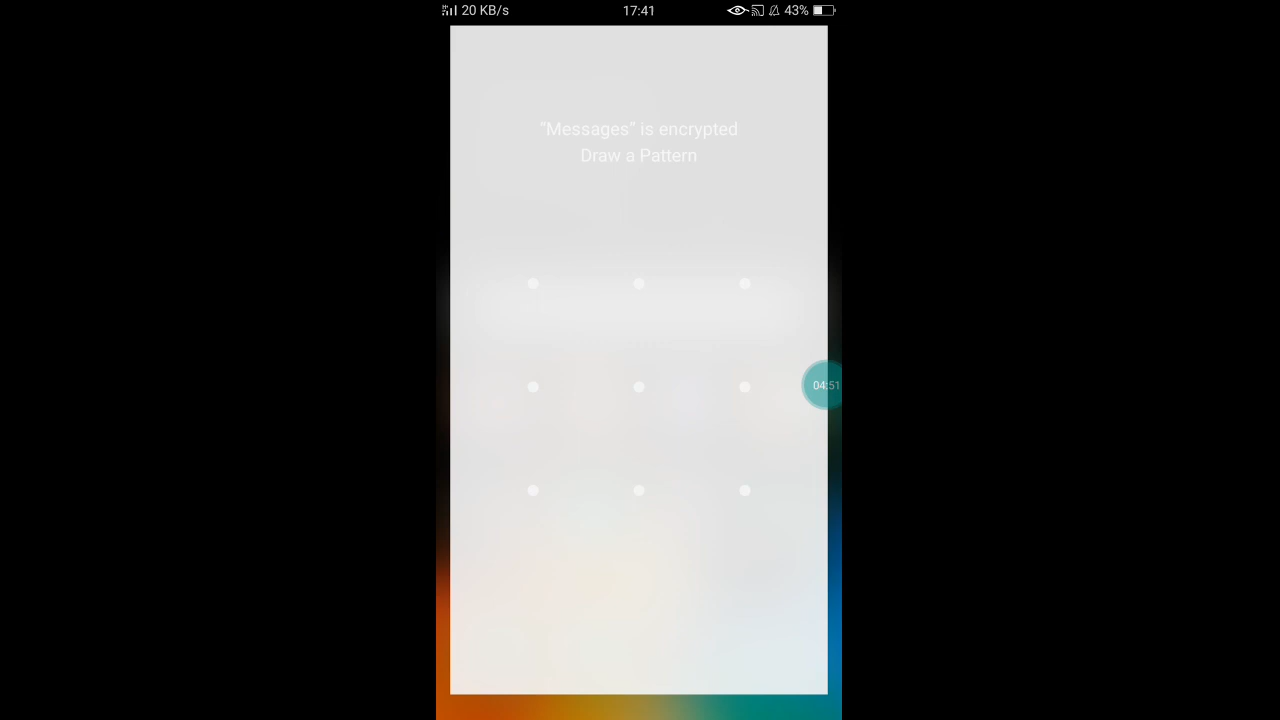 20 KB/s 17:41 43%
“Messages” is encrypted
Draw a Pattern
04:51